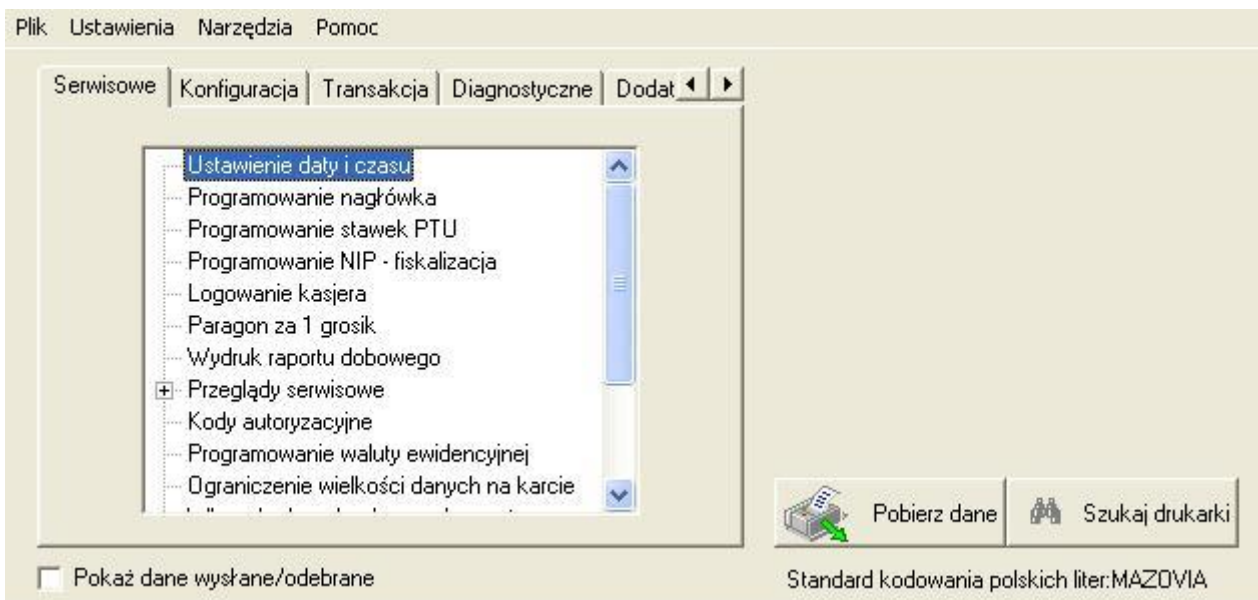 Plik Ustawienia Narzędzia Pomoc
Serwisowe Konfiguracja Transakcja Diagnostyczne Dodat
Ustawienie daty i czasu
Programowanie nagłówka
Programowanie stawek PTU
Programowanie NIP - fiskalizacja
Logowanie kasjera
Paragon za 1 grosik
Wydruk raportu dobowego
Przeglądy serwisowe
Kody autoryzacyjne
Programowanie waluty ewidencyjnej
Ograniczenie wielkości danych na karcie
Pobierz dane Szukaj drukarki
Pokaż dane wysłane/odebrane Standard kodowania polskich liter:MAZOVIA